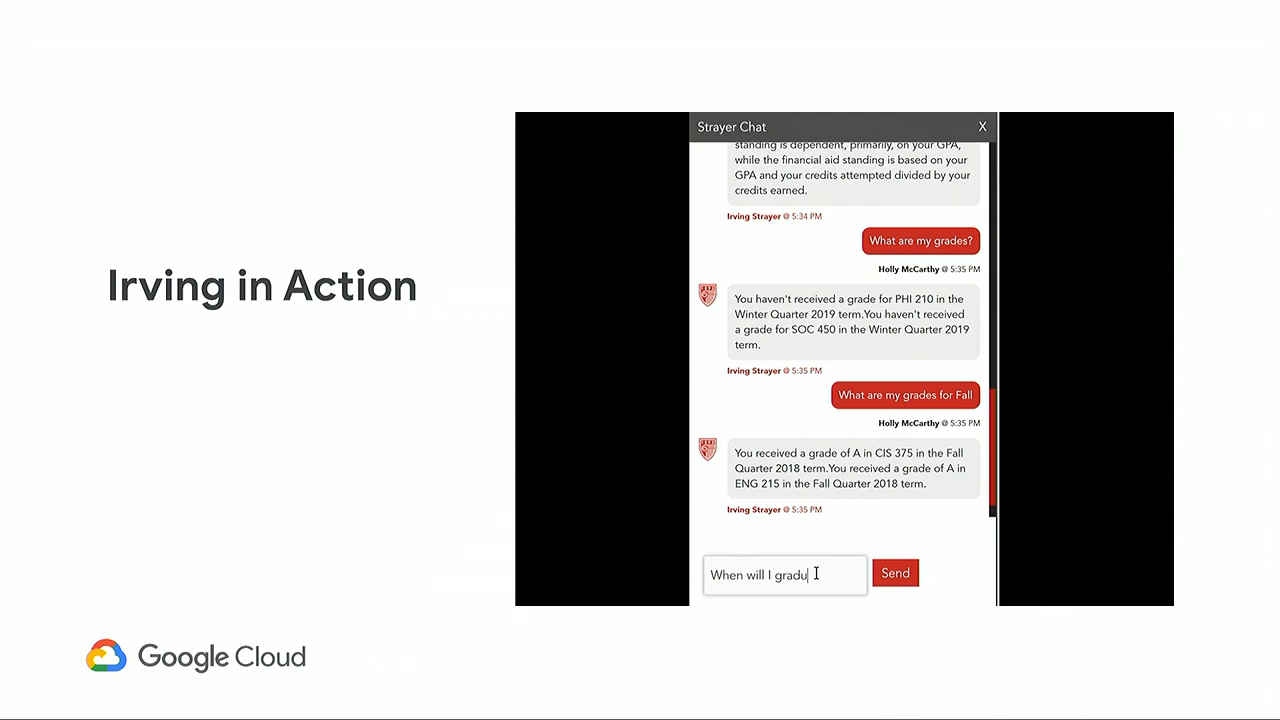 Irving in Action
Strayer Chat
X
standing is dependent, primarily, on your GPA,
while the financial aid standing is based on your
GPA and your credits attempted divided by your
credits earned.
Irving Strayer @ 5:34 PM
What are my grades?
Holly McCarthy @ 5:35 PM
You haven't received a grade for PHI 210 in the
Winter Quarter 2019 term.You haven't received
a grade for SOC 450 in the Winter Quarter 2019
term.
Irving Strayer @ 5:35 PM
What are my grades for Fall
Holly McCarthy @ 5:35 PM
You received a grade of A in CIS 375 in the Fall
Quarter 2018 term.You received a grade of A in
ENG 215 in the Fall Quarter 2018 term.
Irving Strayer @ 5:35 PM
When will I gradu
Send
Google Cloud